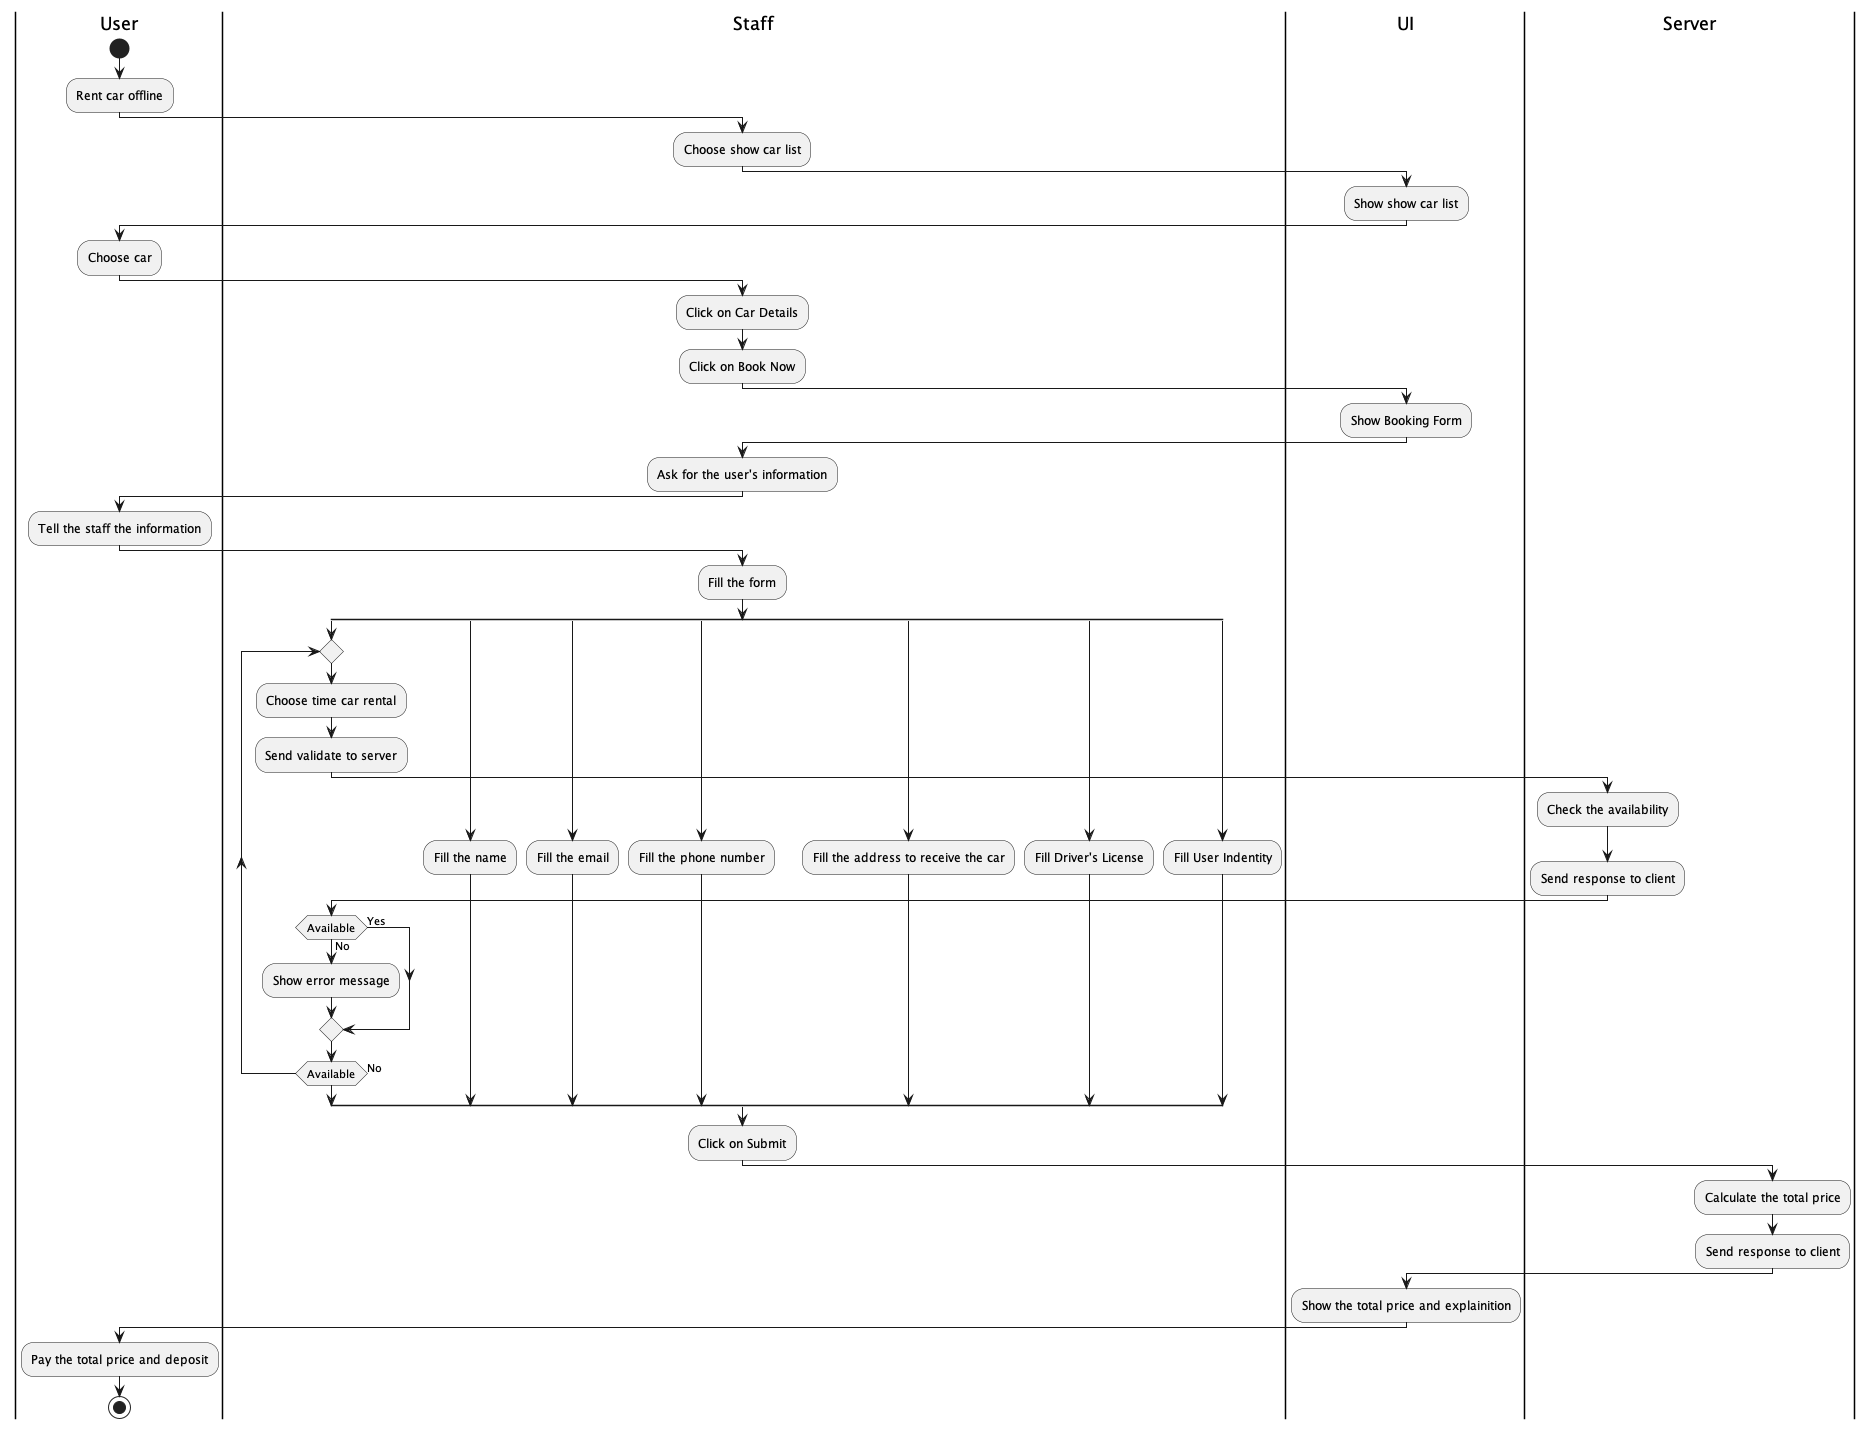 User
Staff
UI
Server
Rent car offline
Choose show car list
Show show car list
Choose car
Click on Car Details
Click on Book Now
Show Booking Form
Ask for the user's information
Tell the staff the information
Fill the form
Choose time car rental
Send validate to server
Check the availability
Fill the name
Fill the email
Fill the phone number
Fill the address to receive the car
Fill Driver's License
Fill User Indentity
Send response to client
Available
Yes
No
Show error message
Available
No
Click on Submit
Calculate the total price
Send response to client
Show the total price and explainition
Pay the total price and deposit